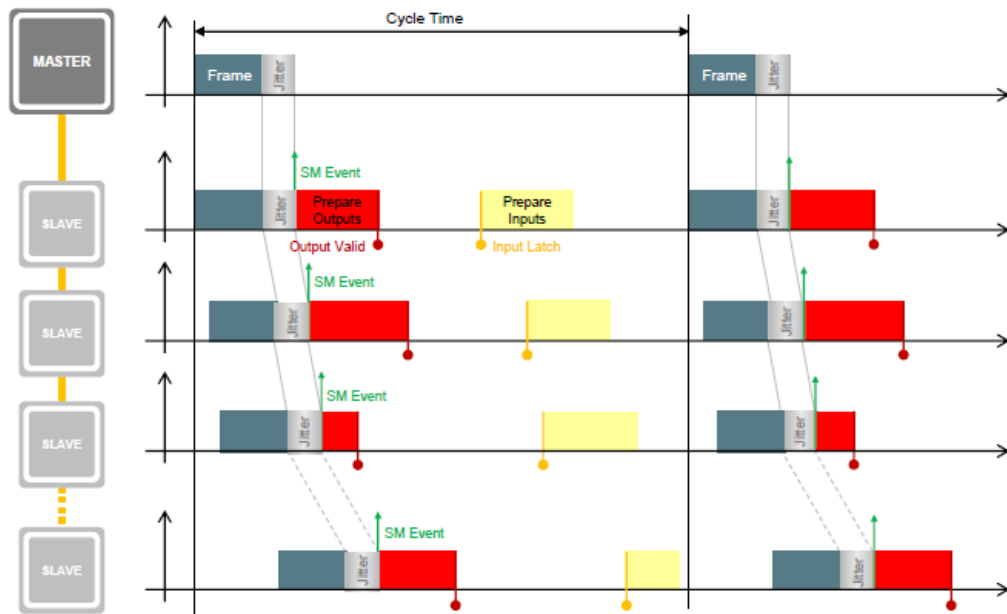 Cycle Time
MASTER
Frame
Jitter
Frame
Jitter
SM Event
SLAVE
Jitter
Prepare
Outputs
Prepare
Inputs
Jitter
Output Valid
Input Latch
SM Event
SLAVE
Jitter
Jitter
SM Event
SLAVE
Jitter
Jitter
SM Event
SLAVE
Jitter
Jitter